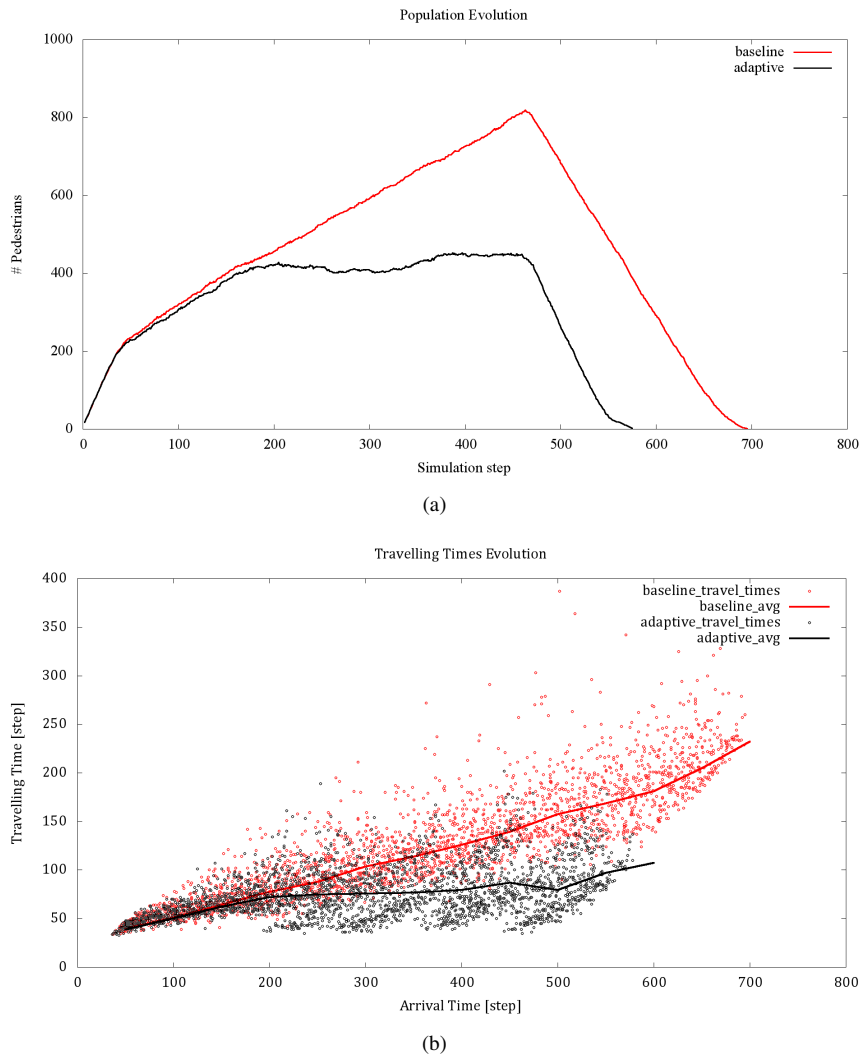 Population Evolution
1000
800
600
400
200
0
# Pedestrians
baseline
adaptive
0 100 200 300 400 500 600 700 800
Simulation step
(a)
Travelling Times Evolution
400
350
300
250
200
150
100
50
0
Travelling Time [step]
baseline_travel_times
baseline_avg
adaptive_travel_times
adaptive_avg
0 100 200 300 400 500 600 700 800
Arrival Time [step]
(b)